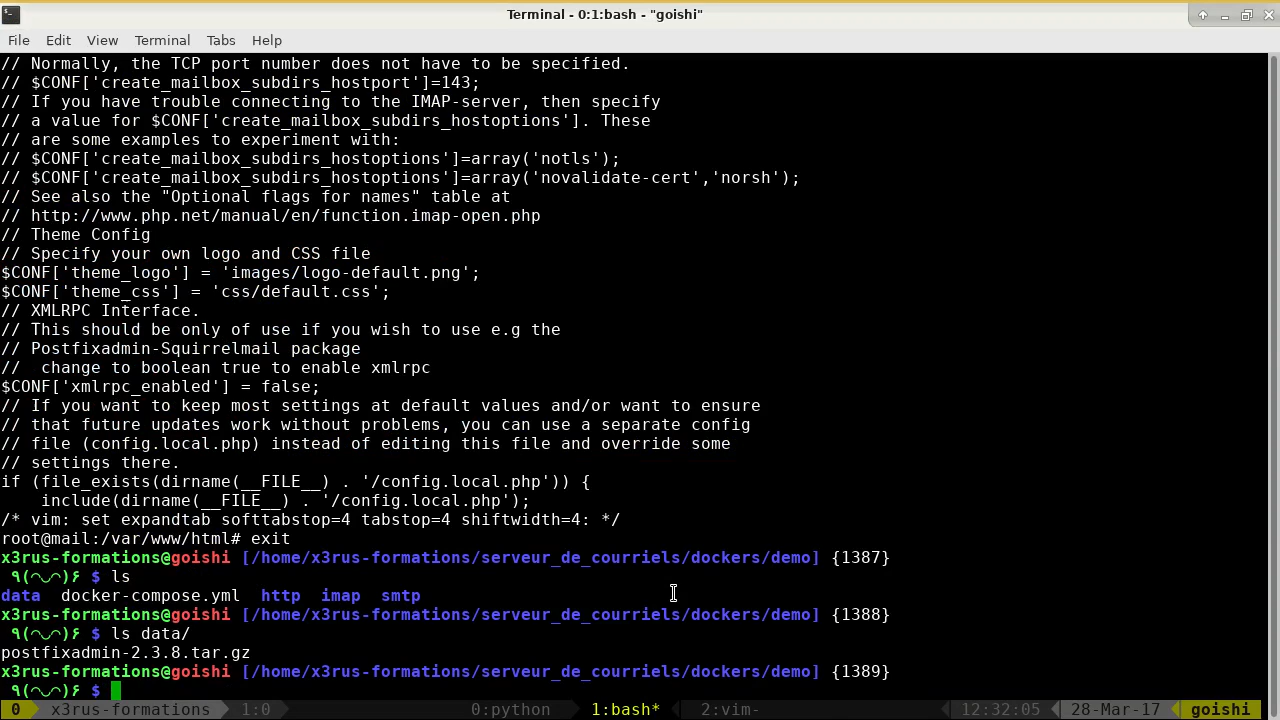 Terminal - 0:1:bash - "goishi"
File Edit View Terminal Tabs Help
// Normally, the TCP port number does not have to be specified.
// $CONF['create_mailbox_subdirs_hostport']=143;
// If you have trouble connecting to the IMAP-server, then specify
// a value for $CONF['create_mailbox_subdirs_hostoptions']. These
// are some examples to experiment with:
// $CONF['create_mailbox_subdirs_hostoptions']=array('notls');
// $CONF['create_mailbox_subdirs_hostoptions']=array('novalidate-cert','norsh');
// See also the "Optional flags for names" table at
// http://www.php.net/manual/en/function.imap-open.php
// Theme Config
// Specify your own logo and CSS file
$CONF['theme_logo'] = 'images/logo-default.png';
$CONF['theme_css'] = 'css/default.css';
// XMLRPC Interface.
// This should be only of use if you wish to use e.g the
// Postfixadmin-Squirrelmail package
//  change to boolean true to enable xmlrpc
$CONF['xmlrpc_enabled'] = false;
// If you want to keep most settings at default values and/or want to ensure
// that future updates work without problems, you can use a separate config
// file (config.local.php) instead of editing this file and override some
// settings there.
if (file_exists(dirname(__FILE__) . '/config.local.php')) {
    include(dirname(__FILE__) . '/config.local.php');
/* vim: set expandtab softtabstop=4 tabstop=4 shiftwidth=4: */
root@mail:/var/www/html# exit
x3rus-formations@goishi [/home/x3rus-formations/serveur_de_courriels/dockers/demo] {1387}
٩(◠◡◠)۶ $ ls
data  docker-compose.yml  http  imap  smtp
x3rus-formations@goishi [/home/x3rus-formations/serveur_de_courriels/dockers/demo] {1388}
٩(◠◡◠)۶ $ ls data/
postfixadmin-2.3.8.tar.gz
x3rus-formations@goishi [/home/x3rus-formations/serveur_de_courriels/dockers/demo] {1389}
٩(◠◡◠)۶ $
0 x3rus-formations 1:0 0:python 1:bash* 2:vim- 12:32:05 28-Mar-17 goishi